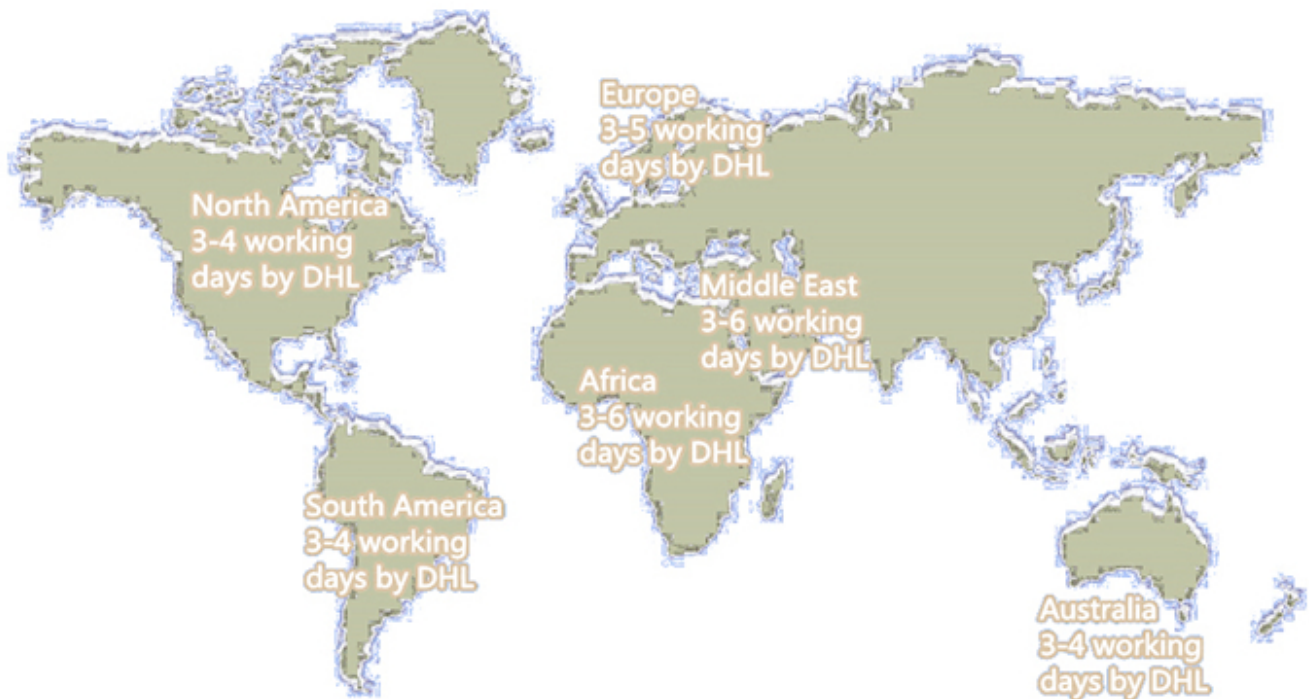 Europe
3-5 working
days by DHL
North America
3-4 working
days by DHL
Middle East
3-6 working
days by DHL
Africa
3-6 working
days by DHL
South America
3-4 working
days by DHL
Australia
3-4 working
days by DHL